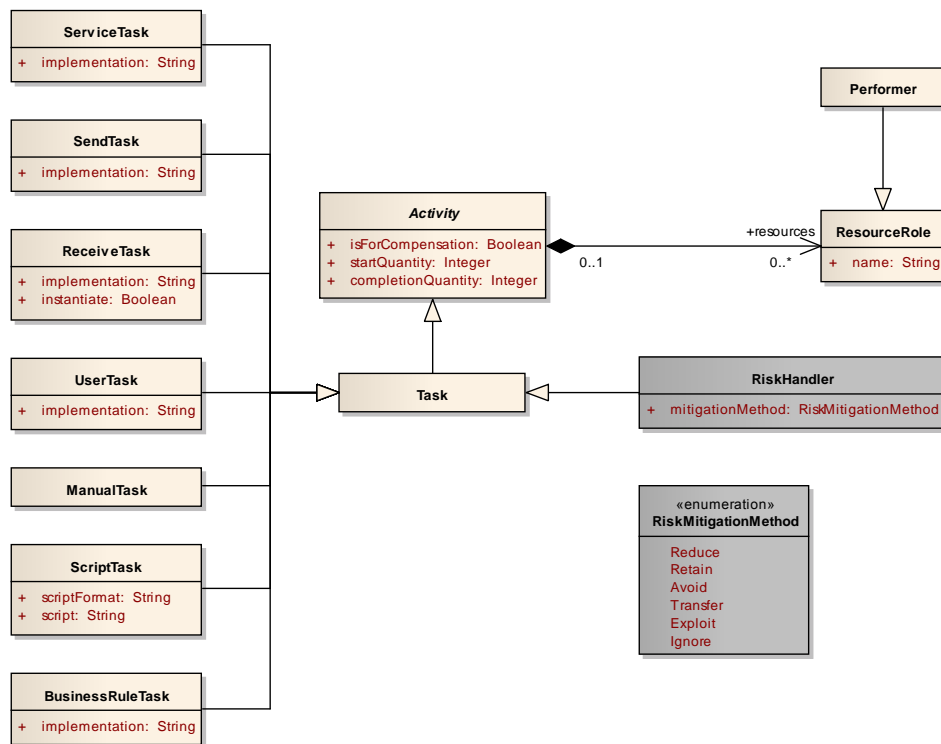 ServiceTask
+ implementation: String
SendTask
+ implementation: String
ReceiveTask
+ implementation: String
+ instantiate: Boolean
UserTask
+ implementation: String
ManualTask
ScriptTask
+ scriptFormat: String
+ script: String
BusinessRuleTask
+ implementation: String
Activity
+ isForCompensation: Boolean
+ startQuantity: Integer
+ completionQuantity: Integer
0..1
+resources
0..*
Task
Performer
ResourceRole
+ name: String
RiskHandler
+ mitigationMethod: RiskMitigationMethod
«enumeration»
RiskMitigationMethod
Reduce
Retain
Avoid
Transfer
Exploit
Ignore